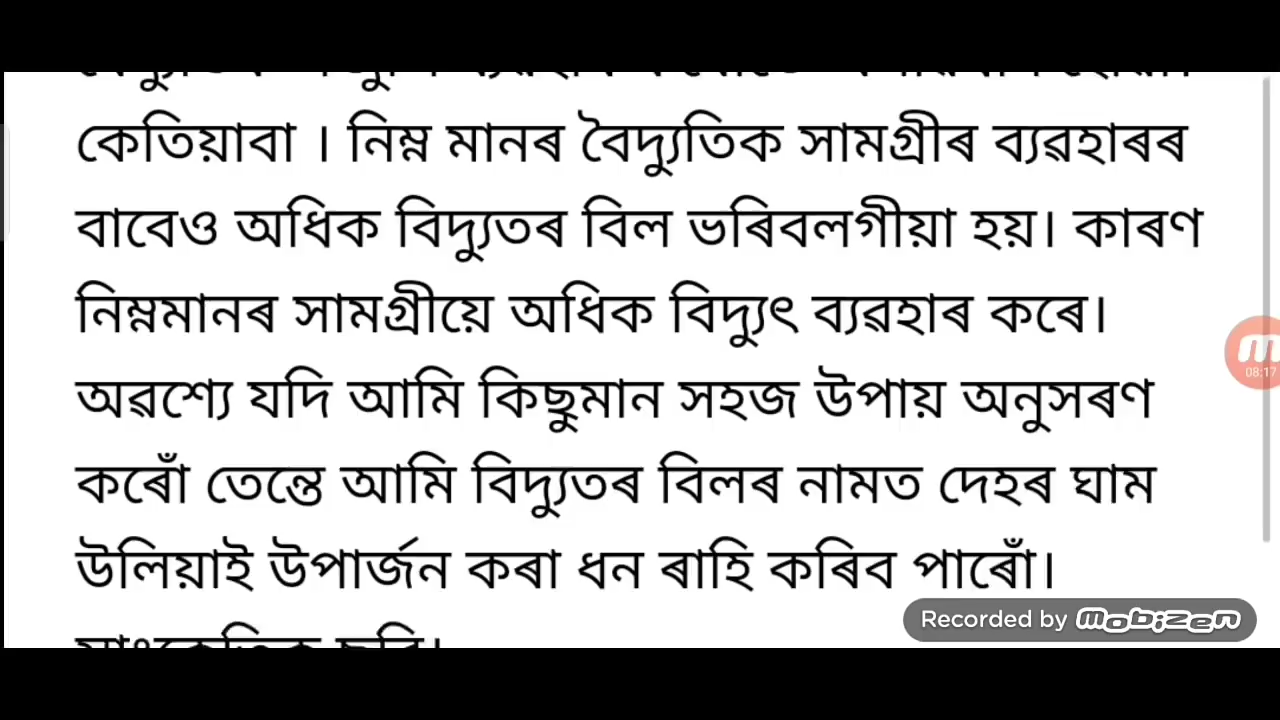 কেতিয়াবা । নিম্ন মানৰ বৈদ্যুতিক সামগ্ৰীৰ ব্যৱহাৰৰ
বাবেও অধিক বিদ্যুতৰ বিল ভৰিবলগীয়া হয়। কাৰণ
নিম্নমানৰ সামগ্ৰীয়ে অধিক বিদ্যুৎ ব্যৱহাৰ কৰে।
অৱশ্যে যদি আমি কিছুমান সহজ উপায় অনুসৰণ
কৰোঁ তেন্তে আমি বিদ্যুতৰ বিলৰ নামত দেহৰ ঘাম
উলিয়াই উপাৰ্জন কৰা ধন ৰাহি কৰিব পাৰোঁ।
m
08:17
Recorded by mobizen